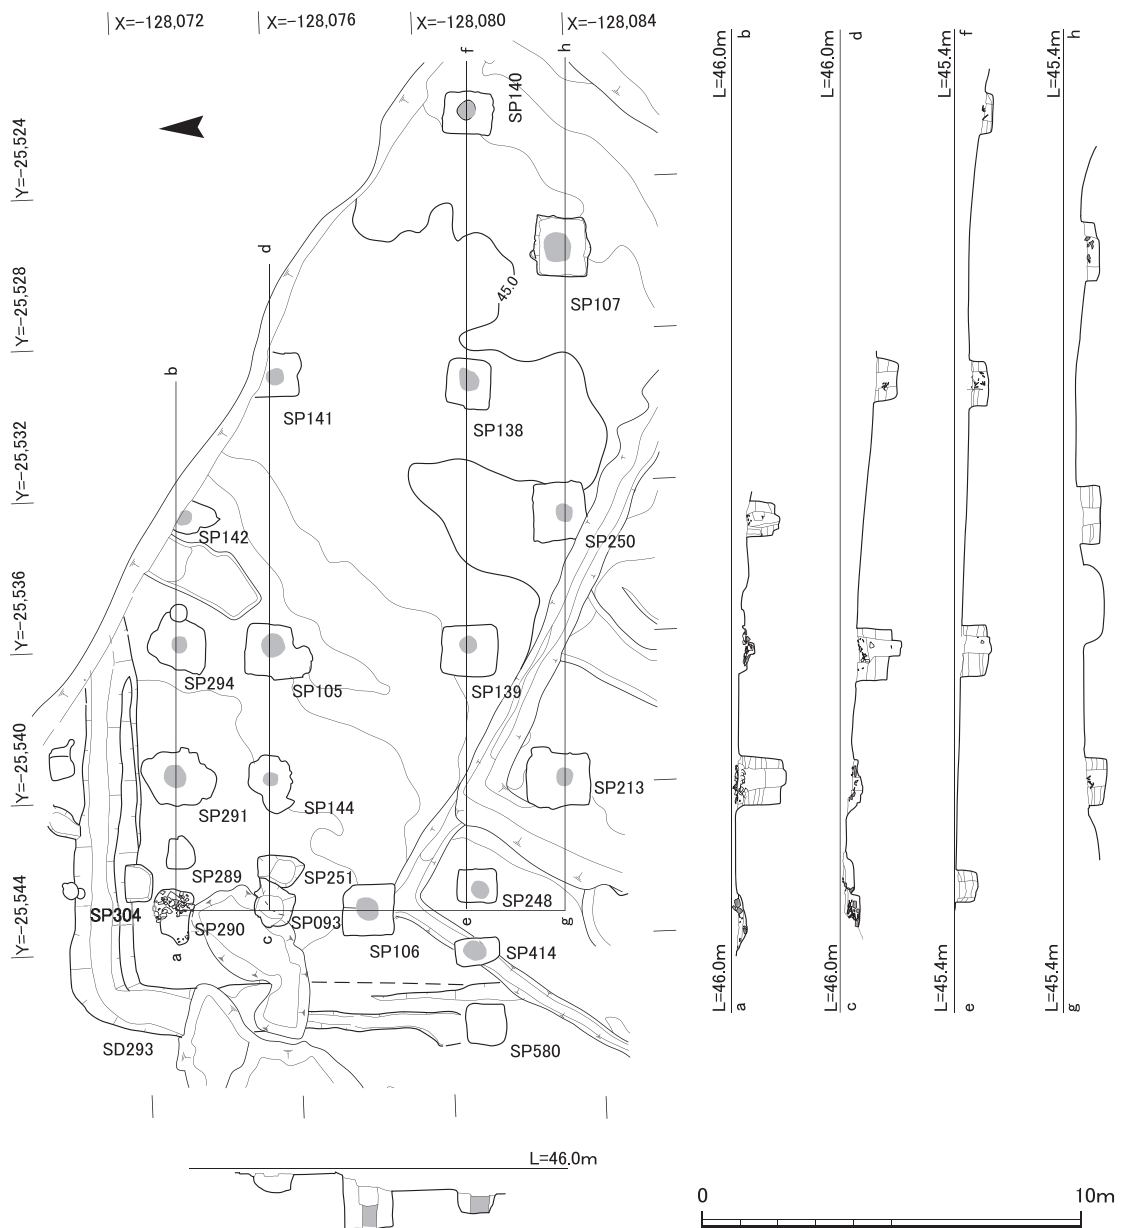 X=-128,072
X=-128,076
X=-128,080
X=-128,084
f
h
L=46.0m
b
L=46.0m
d
L=45.4m
f
L=45.4m
h
SP140
Y=-25,524
d
SP107
45.0
Y=-25,528
b
SP141
SP138
Y=-25,532
SP142
SP250
Y=-25,536
SP294
SP105
SP139
Y=-25,540
SP291
SP144
SP213
SP289
SP251
Y=-25,544
SP304
SP290
SP093
SP248
a
c
e
g
SP106
SP414
SD293
SP580
L=46.0m
a
L=46.0m
c
L=45.4m
e
L=45.4m
g
L=46.0m
0
10m